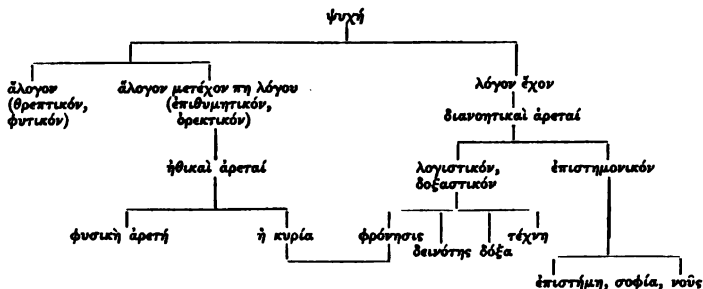 ψυχή
ἄλογον
(θρεπτικόν,
φυτικόν)
ἄλογον μετέχον πη λόγου
(ἐπιθυμητικόν,
ὀρεκτικόν)
λόγον ἔχον
διανοητικαὶ ἀρεταί
ἠθικαὶ ἀρεταί
λογιστικόν,
δοξαστικόν
ἐπιστημονικόν
φυσικὴ ἀρετή
ἡ κυρία
φρόνησις
δεινότης
δόξα
τέχνη
ἐπιστήμη, σοφία, νοῦς